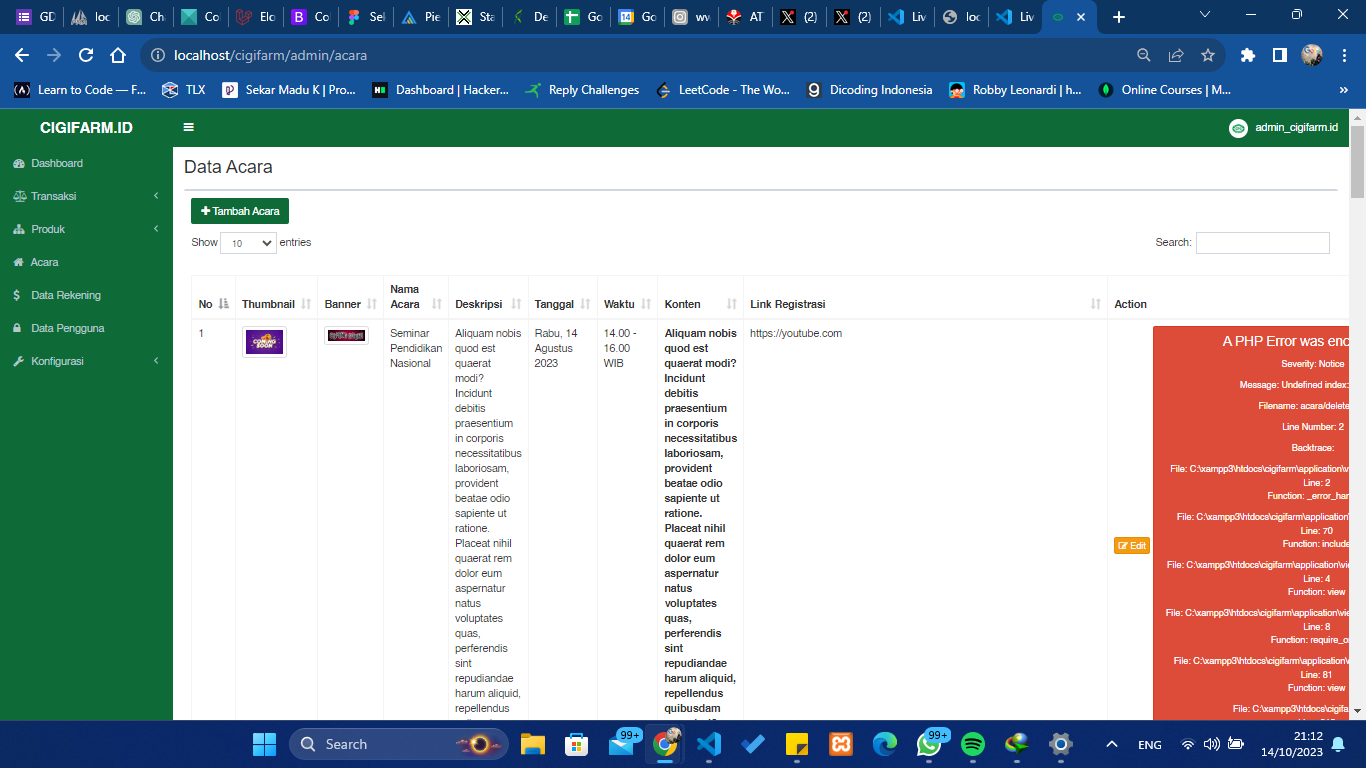 GD
loc
Ch
Co
Elo
Co
Sel
Pie
Sta
De
Go
Go
wv
AT
(2)
(2)
Liv
loc
Liv
localhost/cigifarm/admin/acara
Learn to Code — F...
TLX
Sekar Madu K | Pro...
Dashboard | Hacker...
Reply Challenges
LeetCode - The Wo...
Dicoding Indonesia
Robby Leonardi | h...
Online Courses | M...
»
CIGIFARM.ID
admin_cigifarm.id
Dashboard
Transaksi
Produk
Acara
Data Rekening
Data Pengguna
Konfigurasi
Data Acara
Tambah Acara
Show 10 entries
Search:
No
Thumbnail
Banner
Nama
Acara
Deskripsi
Tanggal
Waktu
Konten
Link Registrasi
Action
1
COMING
SOON
Seminar
Pendidikan
Nasional
Aliquam nobis
quod est
quaerat
modi?
Incidunt
debitis
praesentium
in corporis
necessitatibus
laboriosam,
provident
beatae odio
sapiente ut
ratione.
Placeat nihil
quaerat rem
dolor eum
aspernatur
natus
voluptates
quas,
perferendis
sint
repudiandae
harum aliquid,
repellendus
Rabu, 14
Agustus
2023
14.00 -
16.00
WIB
Aliquam nobis
quod est
quaerat modi?
Incidunt
debitis
praesentium
in corporis
necessitatibus
laboriosam,
provident
beatae odio
sapiente ut
ratione.
Placeat nihil
quaerat rem
dolor eum
aspernatur
natus
voluptates
quas,
perferendis
sint
repudiandae
harum aliquid,
repellendus
quibusdam
https://youtube.com
Edit
A PHP Error was enc
Severity: Notice
Message: Undefined index:
Filename: acara/delete
Line Number: 2
Backtrace:
File: C:\xampp3\htdocs\cigifarm\application\v
Line: 2
Function: _error_han
File: C:\xampp3\htdocs\cigifarm\application\
Line: 70
Function: include
File: C:\xampp3\htdocs\cigifarm\application\vie
Line: 4
Function: view
File: C:\xampp3\htdocs\cigifarm\application\vie
Line: 8
Function: require_o
File: C:\xampp3\htdocs\cigifarm\application\
Line: 81
Function: view
File: C:\xampp3\htdocs\cigifa
Search
99+
99+
ENG
21:12
14/10/2023